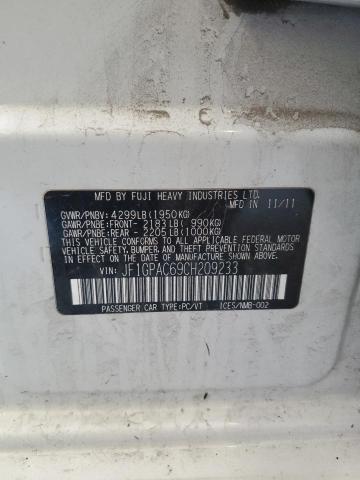 MFD BY FUJI HEAVY INDUSTRIES LTD.
MFD IN 11/11
GVWR/PNBV: 4299LB(1950KG)
GAWR/PNBE:FRONT- 2183LB( 990KG)
GAWR/PNBE:REAR - 2205LB(1000KG)
THIS VEHICLE CONFORMS TO ALL APPLICABLE FEDERAL MOTOR
VEHICLE SAFETY, BUMPER, AND THEFT PREVENTION STANDARDS
IN EFFECT ON THE DATE OF MANUFACTURE SHOWN ABOVE.
VIN: JF1GPAC69CH209233
PASSENGER CAR TYPE:PC/VT ICES/NMB-002